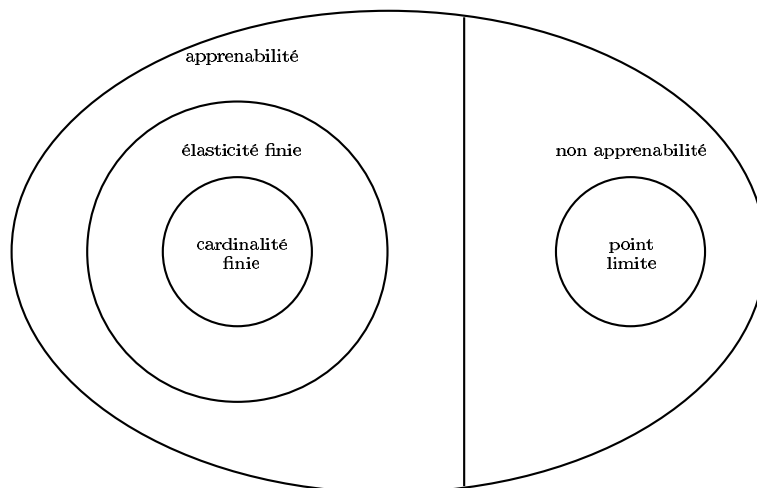 apprenabilité
élasticité finie
non apprenabilité
cardinalité
finie
point
limite